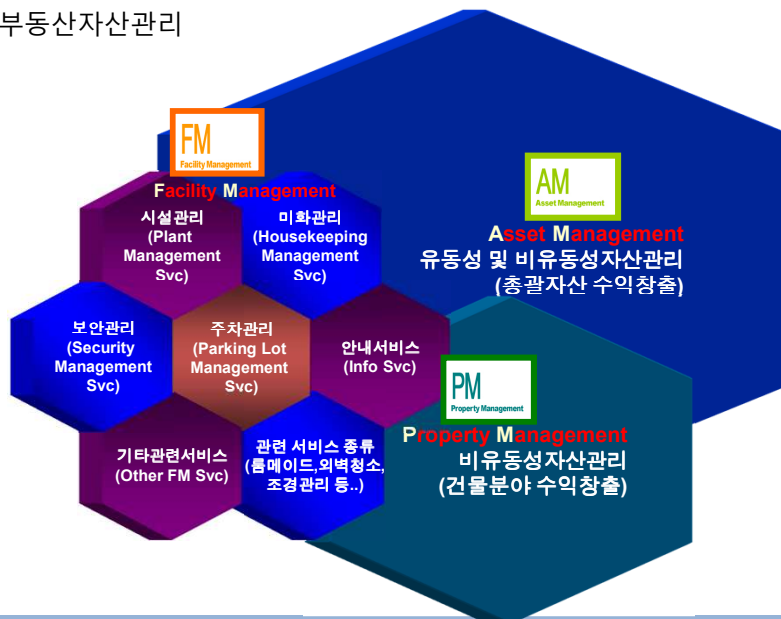 부동산자산관리
FM
Facility Management
Facility Management
시설관리
(Plant
Management
Svc)
미화관리
(Housekeeping
Management
Svc)
AM
Asset Management
Asset Management
유동성 및 비유동성자산관리
(총괄자산 수익창출)
보안관리
(Security
Management
Svc)
주차관리
(Parking Lot
Management
Svc)
안내서비스
(Info Svc)
PM
Property Management
Property Management
비유동성자산관리
(건물분야 수익창출)
기타관련서비스
(Other FM Svc)
관련 서비스 종류
(룸메이드,외벽청소,
조경관리 등..)